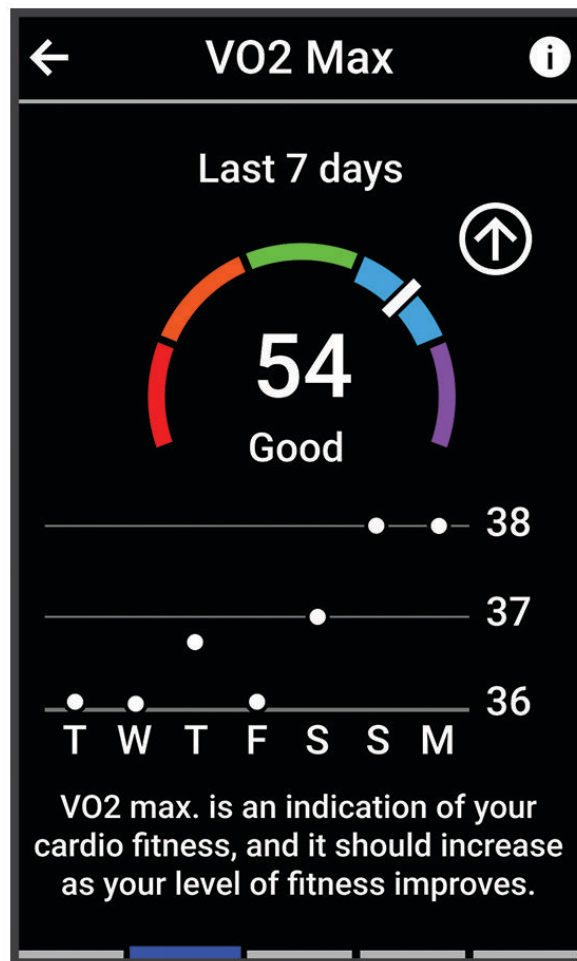 VO2 Max
i
Last 7 days
54
Good
38
37
36
T W T F S S M
VO2 max. is an indication of your
cardio fitness, and it should increase
as your level of fitness improves.